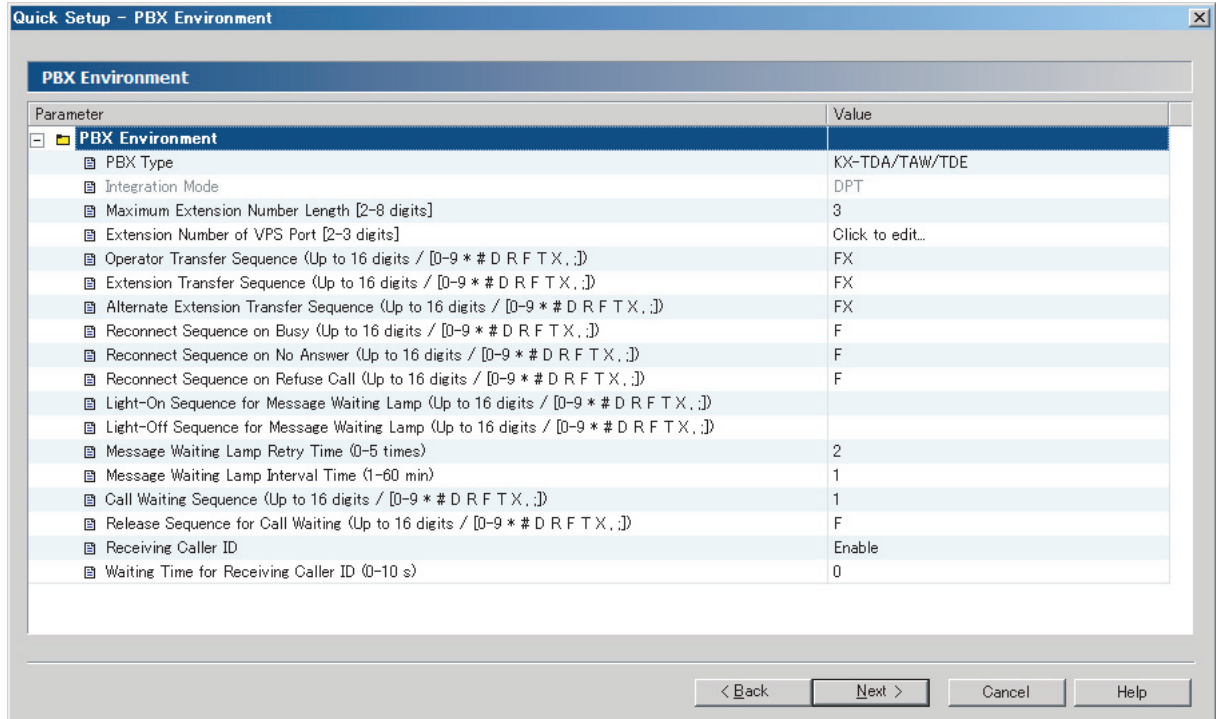 Quick Setup - PBX Environment
PBX Environment
Parameter Value
PBX Environment
PBX Type KX-TDA/TAW/TDE
Integration Mode DPT
Maximum Extension Number Length [2-8 digits] 3
Extension Number of VPS Port [2-3 digits] Click to edit...
Operator Transfer Sequence (Up to 16 digits / [0-9 * # D R F T X , ;]) FX
Extension Transfer Sequence (Up to 16 digits / [0-9 * # D R F T X , ;]) FX
Alternate Extension Transfer Sequence (Up to 16 digits / [0-9 * # D R F T X , ;]) FX
Reconnect Sequence on Busy (Up to 16 digits / [0-9 * # D R F T X , ;]) F
Reconnect Sequence on No Answer (Up to 16 digits / [0-9 * # D R F T X , ;]) F
Reconnect Sequence on Refuse Call (Up to 16 digits / [0-9 * # D R F T X , ;]) F
Light-On Sequence for Message Waiting Lamp (Up to 16 digits / [0-9 * # D R F T X , ;])
Light-Off Sequence for Message Waiting Lamp (Up to 16 digits / [0-9 * # D R F T X , ;])
Message Waiting Lamp Retry Time (0-5 times) 2
Message Waiting Lamp Interval Time (1-60 min) 1
Call Waiting Sequence (Up to 16 digits / [0-9 * # D R F T X , ;]) 1
Release Sequence for Call Waiting (Up to 16 digits / [0-9 * # D R F T X , ;]) F
Receiving Caller ID Enable
Waiting Time for Receiving Caller ID (0-10 s) 0
< Back Next > Cancel Help